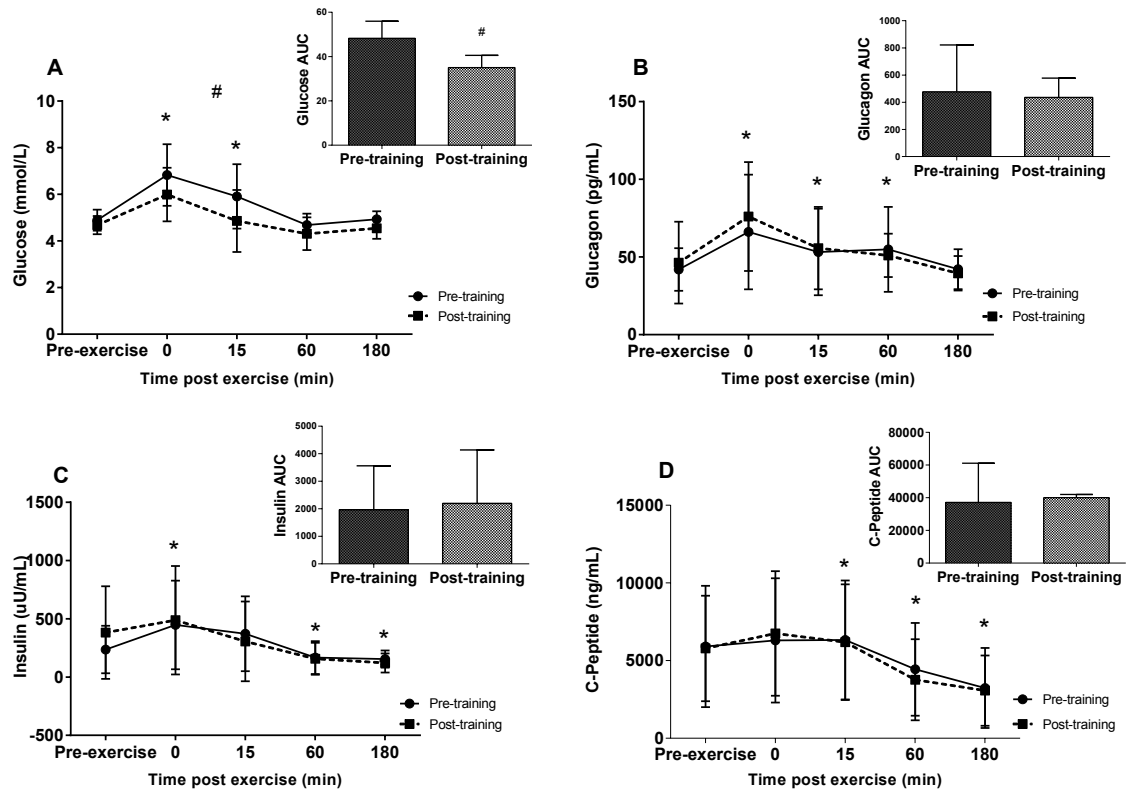 A
#
Glucose (mmol/L)
10
8
6
4
2
0
*
*
Pre-exercise 0 15 60 180
Time post exercise (min)
Pre-training
Post-training
Glucose AUC
60
40
20
0
#
Pre-training Post-training
B
Glucagon (pg/mL)
150
100
50
0
*
*
*
Pre-exercise 0 15 60 180
Time post exercise (min)
Pre-training
Post-training
Glucagon AUC
1000
800
600
400
200
0
Pre-training Post-training
C
Insulin (uU/mL)
1500
1000
500
0
-500
*
*
*
Pre-exercise 0 15 60 180
Time post exercise (min)
Pre-training
Post-training
Insulin AUC
5000
4000
3000
2000
1000
0
Pre-training Post-training
D
C-Peptide (ng/mL)
15000
10000
5000
0
*
*
*
Pre-exercise 0 15 60 180
Time post exercise (min)
Pre-training
Post-training
C-Peptide AUC
80000
60000
40000
20000
0
Pre-training Post-training